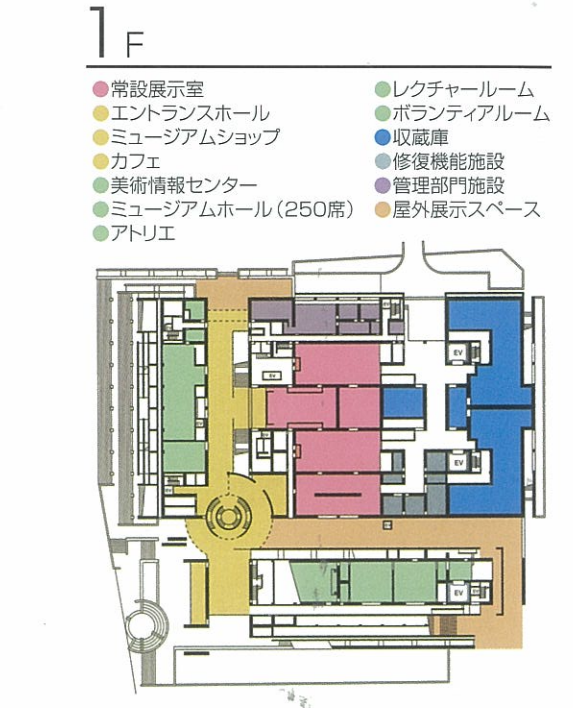 1F
常設展示室
エントランスホール
ミュージアムショップ
カフェ
美術情報センター
ミュージアムホール(250席)
アトリエ
レクチャールーム
ボランティアルーム
収蔵庫
修復機能施設
管理部門施設
屋外展示スペース
EV
EV
EV
EV